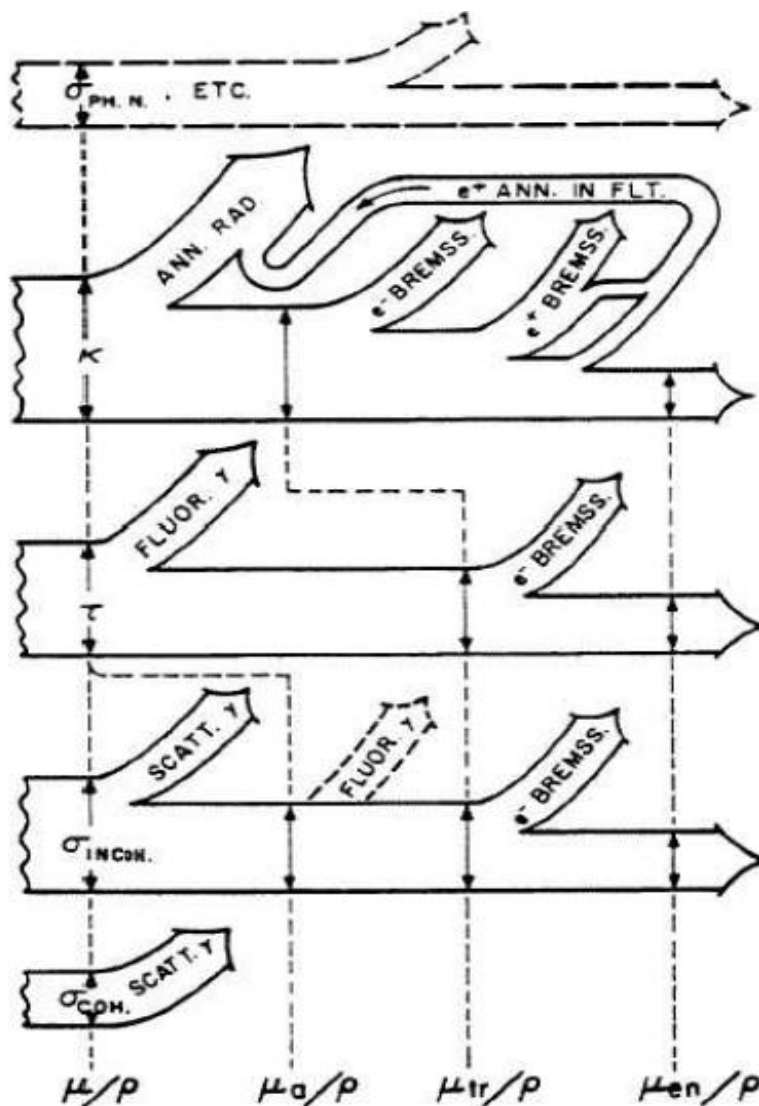 σPH. N. , ETC.
ANN. RAD
e+ ANN. IN FLT.
e- BREMSS.
e+ BREMSS.
κ
FLUOR. γ
e- BREMSS.
τ
SCATT. γ
FLUOR. γ
e- BREMSS.
σINCOH.
SCATT. γ
σCOH.
μ/ρ μa/ρ μtr/ρ μen/ρ